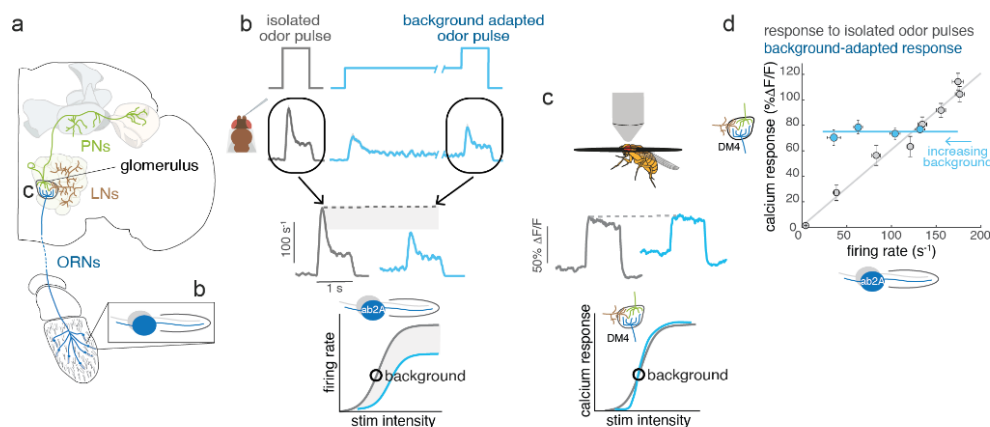 a
PNs
glomerulus
C
LNs
ORNs
b
b
isolated
odor pulse
background adapted
odor pulse
100 s⁻¹
1 s
ab2A
firing rate
background
stim intensity
c
DM4
50% ΔF/F
DM4
calcium response
background
stim intensity
d
response to isolated odor pulses
background-adapted response
calcium response (%ΔF/F)
120
100
80
60
40
20
0
increasing
background
0
50
100
150
200
firing rate (s⁻¹)
ab2A